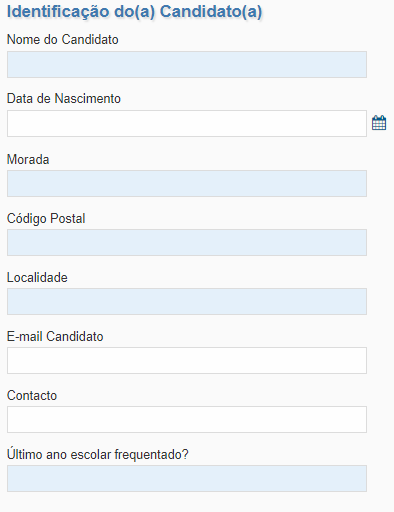 Identificação do(a) Candidato(a)
Nome do Candidato
Data de Nascimento
Morada
Código Postal
Localidade
E-mail Candidato
Contacto
Último ano escolar frequentado?